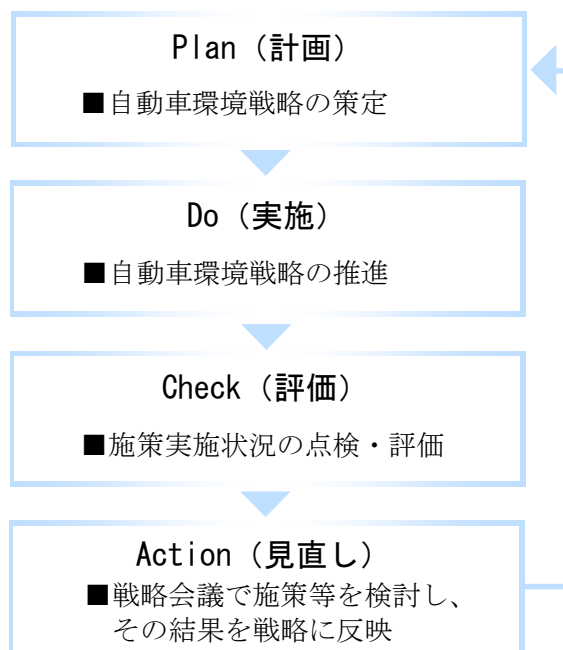 Plan（計画）
■自動車環境戦略の策定
Do（実施）
■自動車環境戦略の推進
Check（評価）
■施策実施状況の点検・評価
Action（見直し）
■戦略会議で施策等を検討し、
その結果を戦略に反映